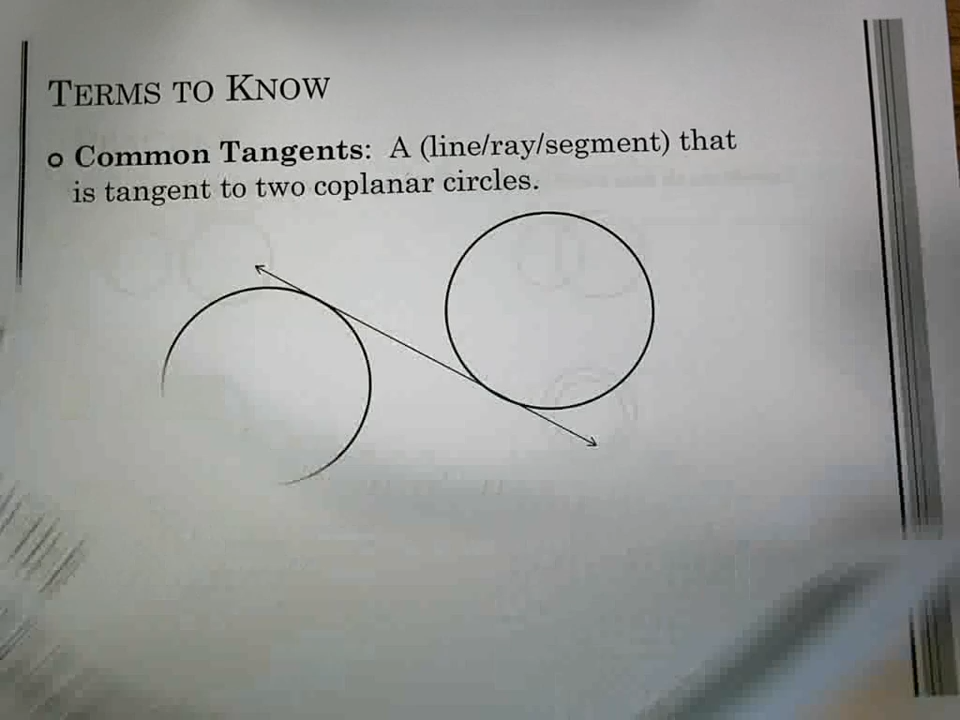 TERMS TO KNOW
o Common Tangents: A (line/ray/segment) that
is tangent to two coplanar circles.